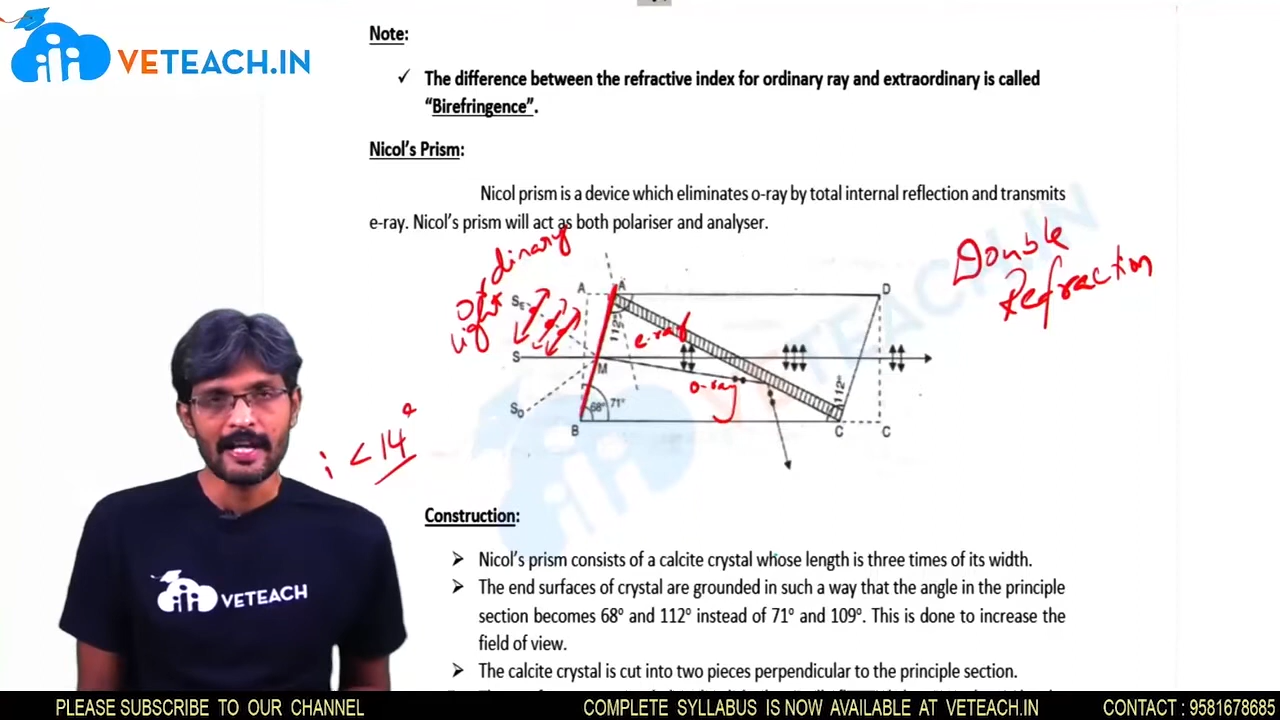 VETEACH.IN
Note:
✓ The difference between the refractive index for ordinary ray and extraordinary is called
“Birefringence”.
Nicol’s Prism:
Nicol prism is a device which eliminates o-ray by total internal reflection and transmits
e-ray. Nicol’s prism will act as both polariser and analyser.
Ordinary
light
Double
Refraction
A A' D
S_E
112°
e-ray
S
M
o-ray
112°
S_O
68° 71°
B C C
i < 14°
Construction:
➢ Nicol’s prism consists of a calcite crystal whose length is three times of its width.
➢ The end surfaces of crystal are grounded in such a way that the angle in the principle
section becomes 68° and 112° instead of 71° and 109°. This is done to increase the
field of view.
➢ The calcite crystal is cut into two pieces perpendicular to the principle section.
VETEACH
VETEACH.IN
PLEASE SUBSCRIBE TO OUR CHANNEL COMPLETE SYLLABUS IS NOW AVAILABLE AT VETEACH.IN CONTACT : 9581678685